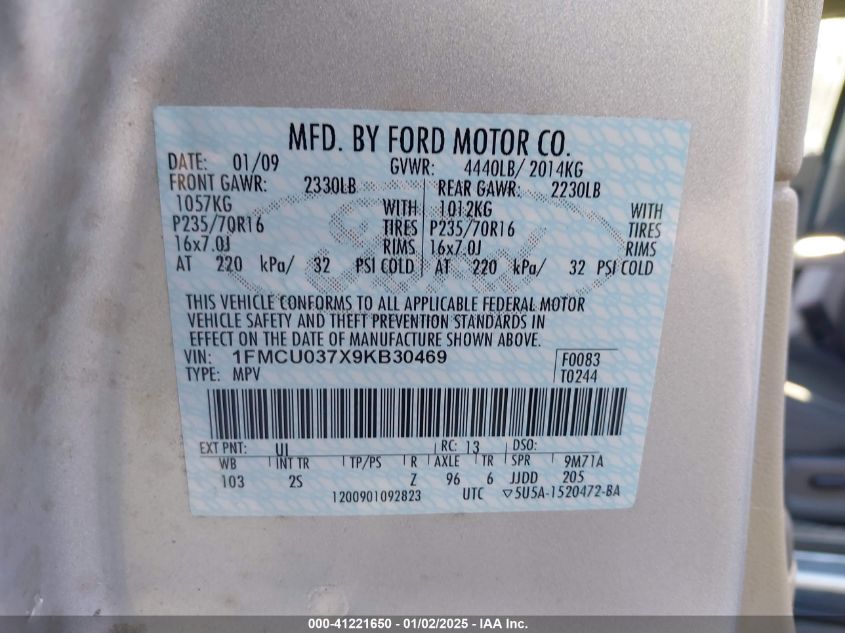 MFD. BY FORD MOTOR CO.
DATE: 01/09 GVWR: 4440LB/ 2014KG
FRONT GAWR: 2330LB REAR GAWR: 2230LB
1057KG WITH 1012KG WITH
P235/70R16 TIRES P235/70R16 TIRES
16x7.0J RIMS 16x7.0J RIMS
AT 220 kPa/ 32 PSI COLD AT 220 kPa/ 32 PSI COLD
Ford
THIS VEHICLE CONFORMS TO ALL APPLICABLE FEDERAL MOTOR
VEHICLE SAFETY AND THEFT PREVENTION STANDARDS IN
EFFECT ON THE DATE OF MANUFACTURE SHOWN ABOVE.
VIN: 1FMCU037X9KB30469 F0083
TYPE: MPV T0244
EXT PNT: UI RC: 13 DSO:
WB INT TR TP/PS R AXLE TR SPR 9M71A
103 2S Z 96 6 JJDD 205
1200901092823 UTC ▽5U5A-1520472-BA
000-41221650 - 01/02/2025 - IAA Inc.